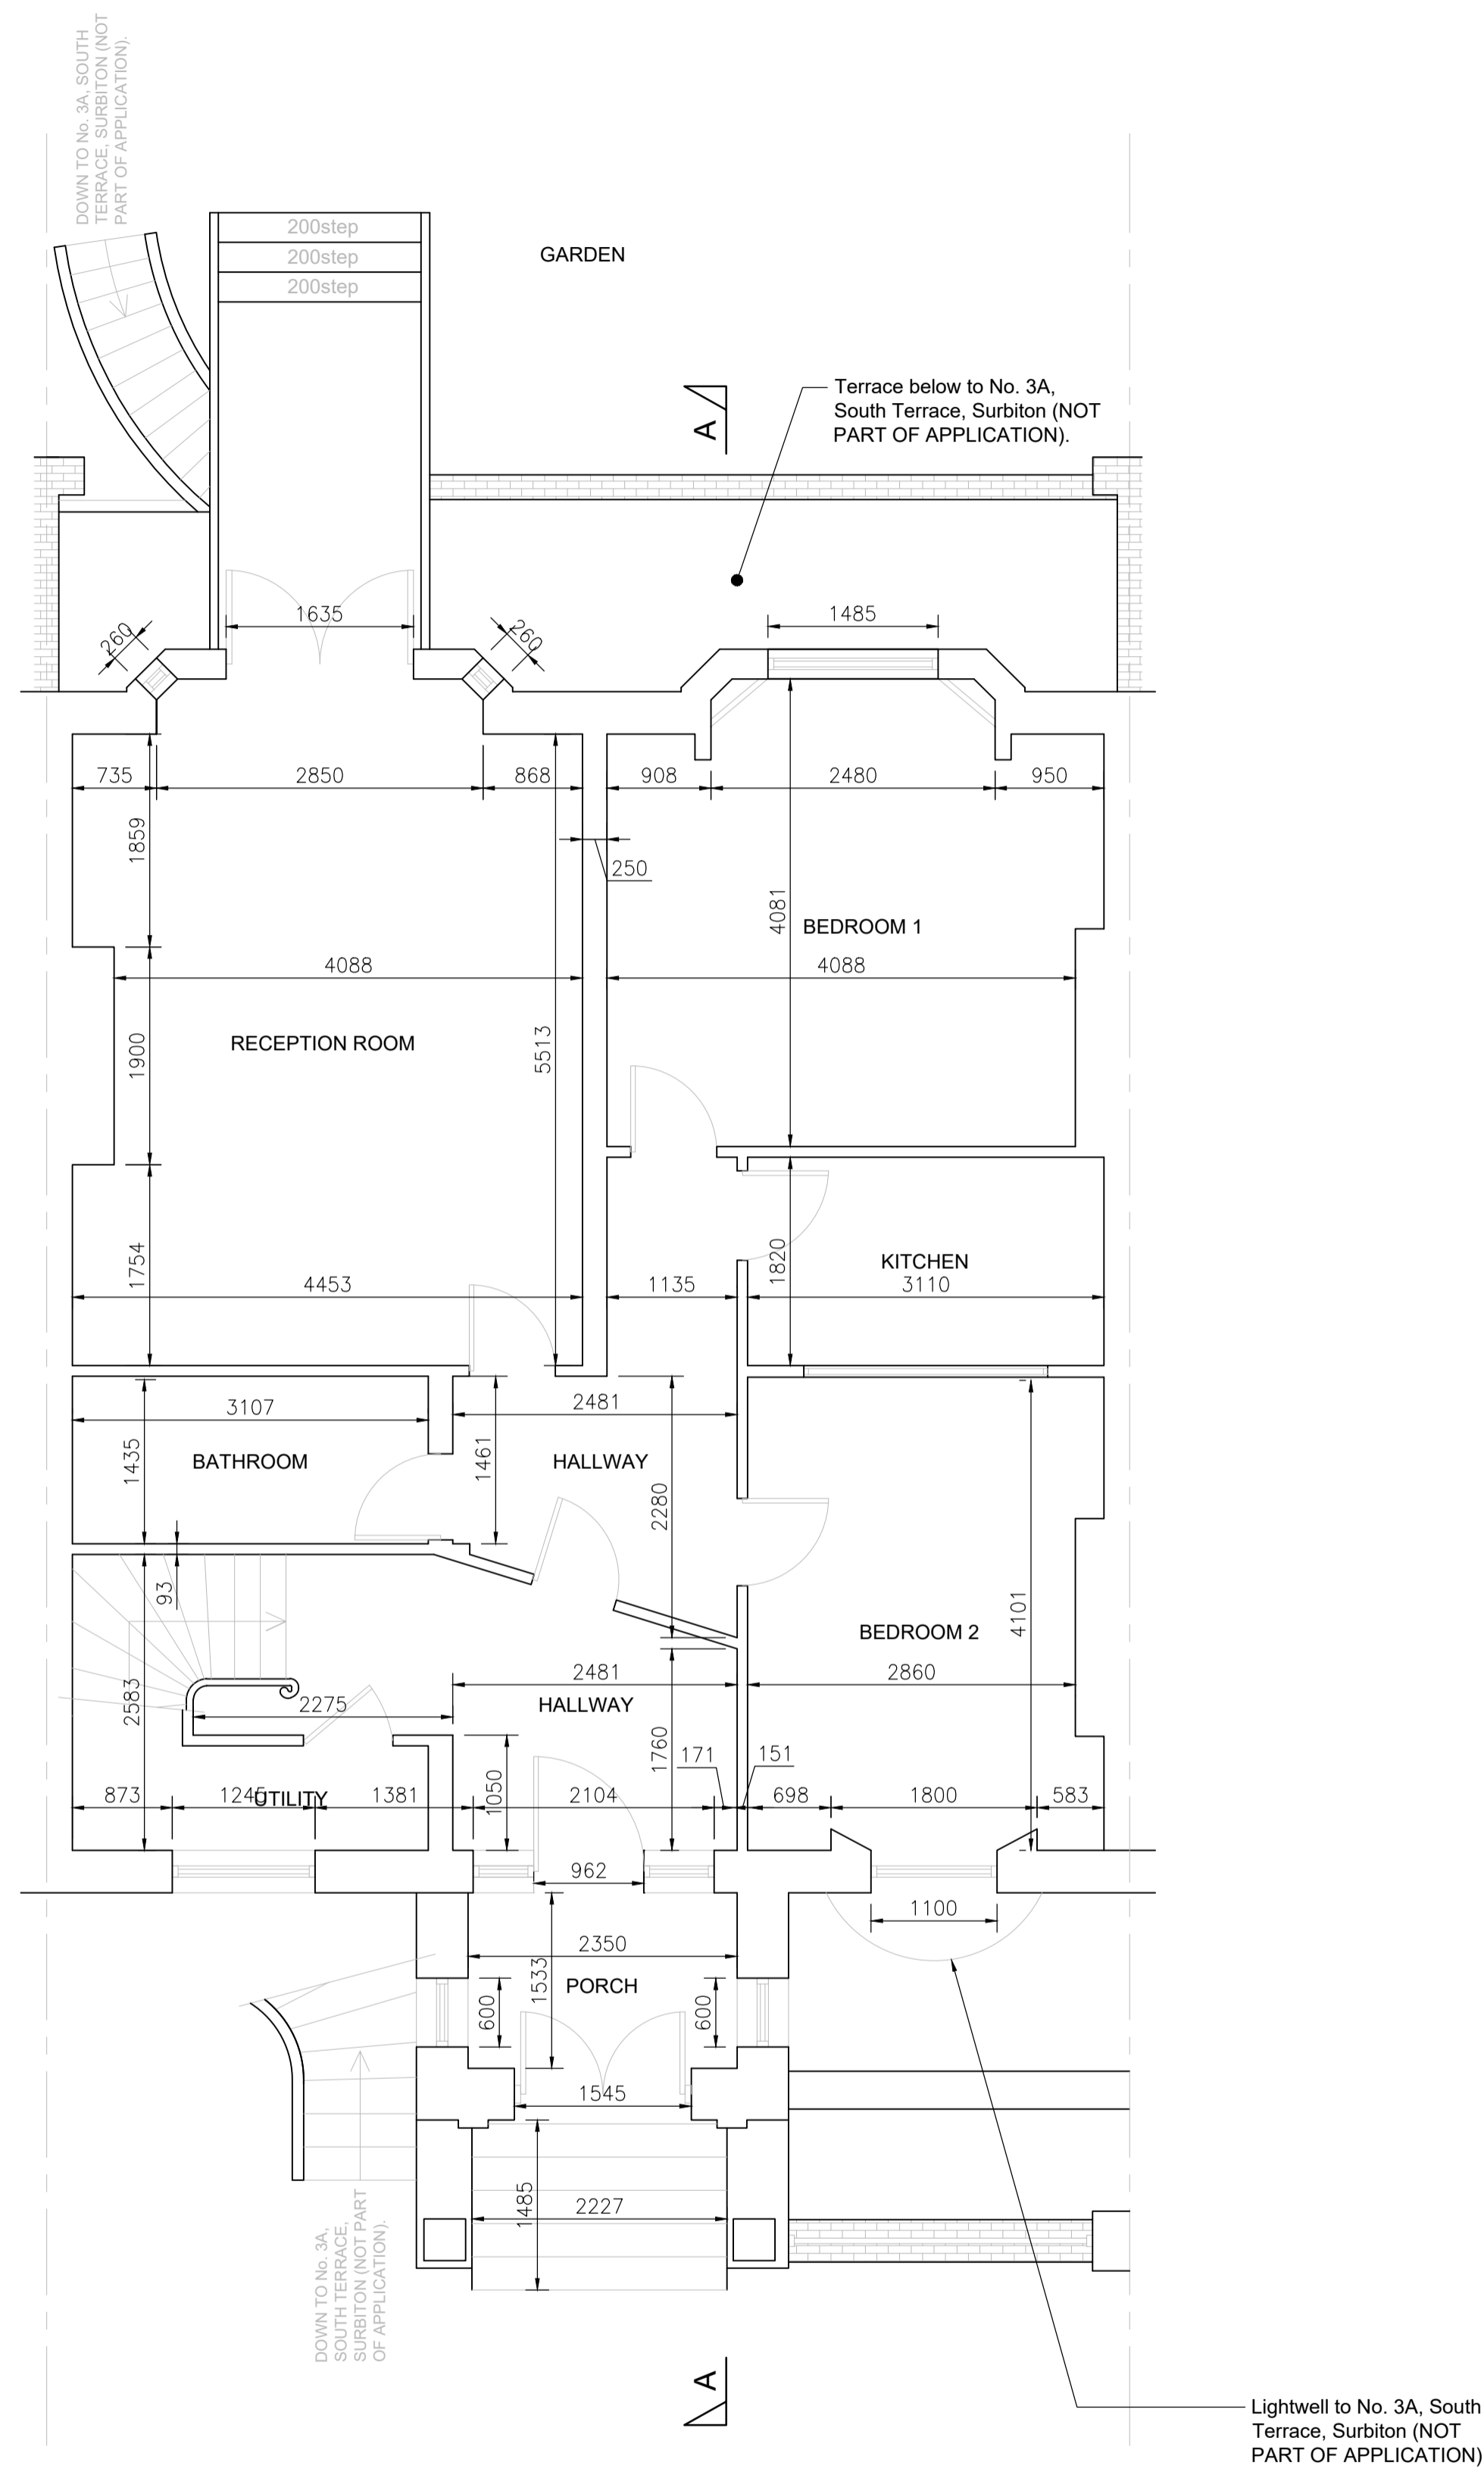 DOWN TO No. 3A, SOUTH
TERRACE, SURBITON (NOT
PART OF APPLICATION).
200step
200step
200step
GARDEN
A
Terrace below to No. 3A,
South Terrace, Surbiton (NOT
PART OF APPLICATION).
260
1635
260
1485
735
2850
868
908
2480
950
1859
250
4081
BEDROOM 1
4088
4088
1900
RECEPTION ROOM
5513
1754
4453
1135
1820
KITCHEN
3110
3107
2481
1435
BATHROOM
1461
HALLWAY
2280
93
4101
BEDROOM 2
2583
2481
2860
2275
HALLWAY
1760
171
151
1050
873
1245
UTILITY
1381
2104
698
1800
583
962
1100
2350
1533
PORCH
600
600
1545
1485
2227
DOWN TO No. 3A,
SOUTH TERRACE,
SURBITON (NOT PART
OF APPLICATION).
A
Lightwell to No. 3A, South
Terrace, Surbiton (NOT
PART OF APPLICATION)